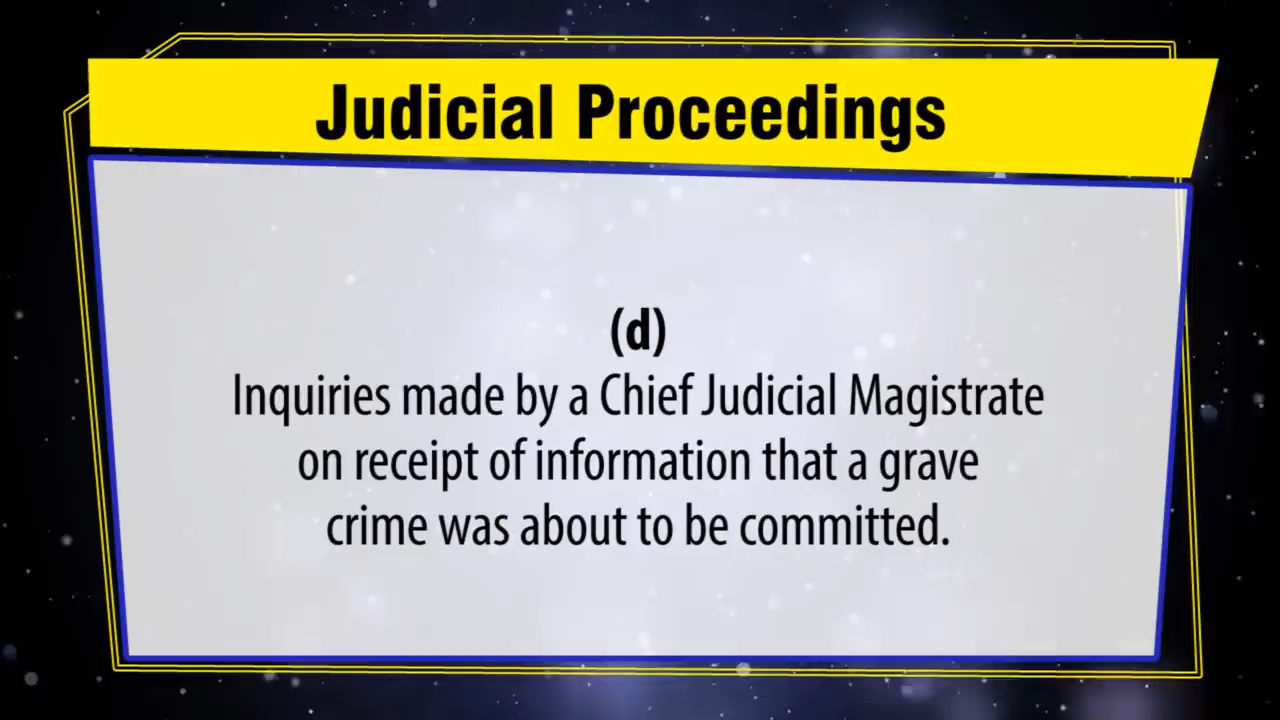 Judicial Proceedings
(d)
Inquiries made by a Chief Judicial Magistrate
on receipt of information that a grave
crime was about to be committed.